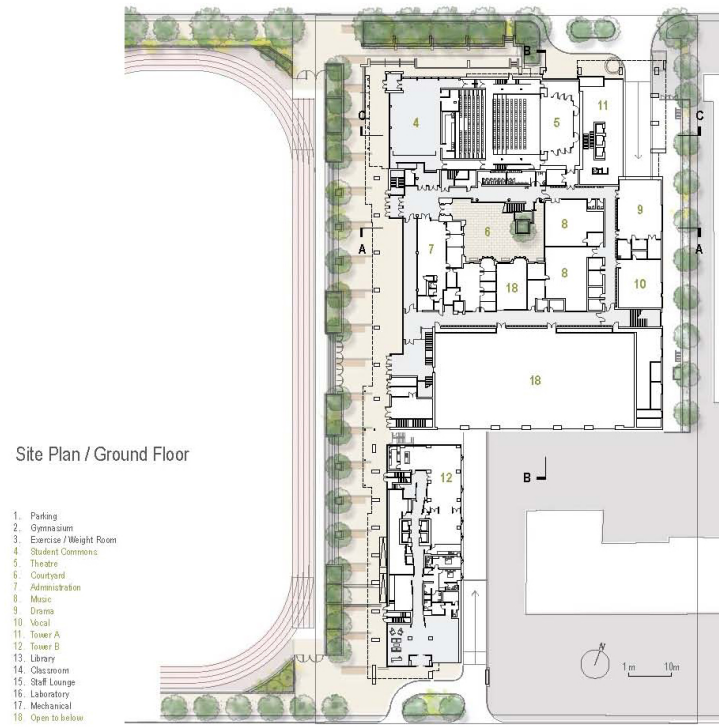 B
4
5
11
C
C
9
6
8
7
A
A
8
10
18
18
Site Plan / Ground Floor
12
B
1. Parking
2. Gymnasium
3. Exercise / Weight Room
4 Student Commons
5. Theatre
6. Courtyard
7. Administration
8. Music
9 Drama
10 Vocal
11. Tower A
12. Tower B
13. Library
14. Classroom
15. Staff Lounge
16. Laboratory
17. Mechanical
18. Open to below
N
1 m 10m